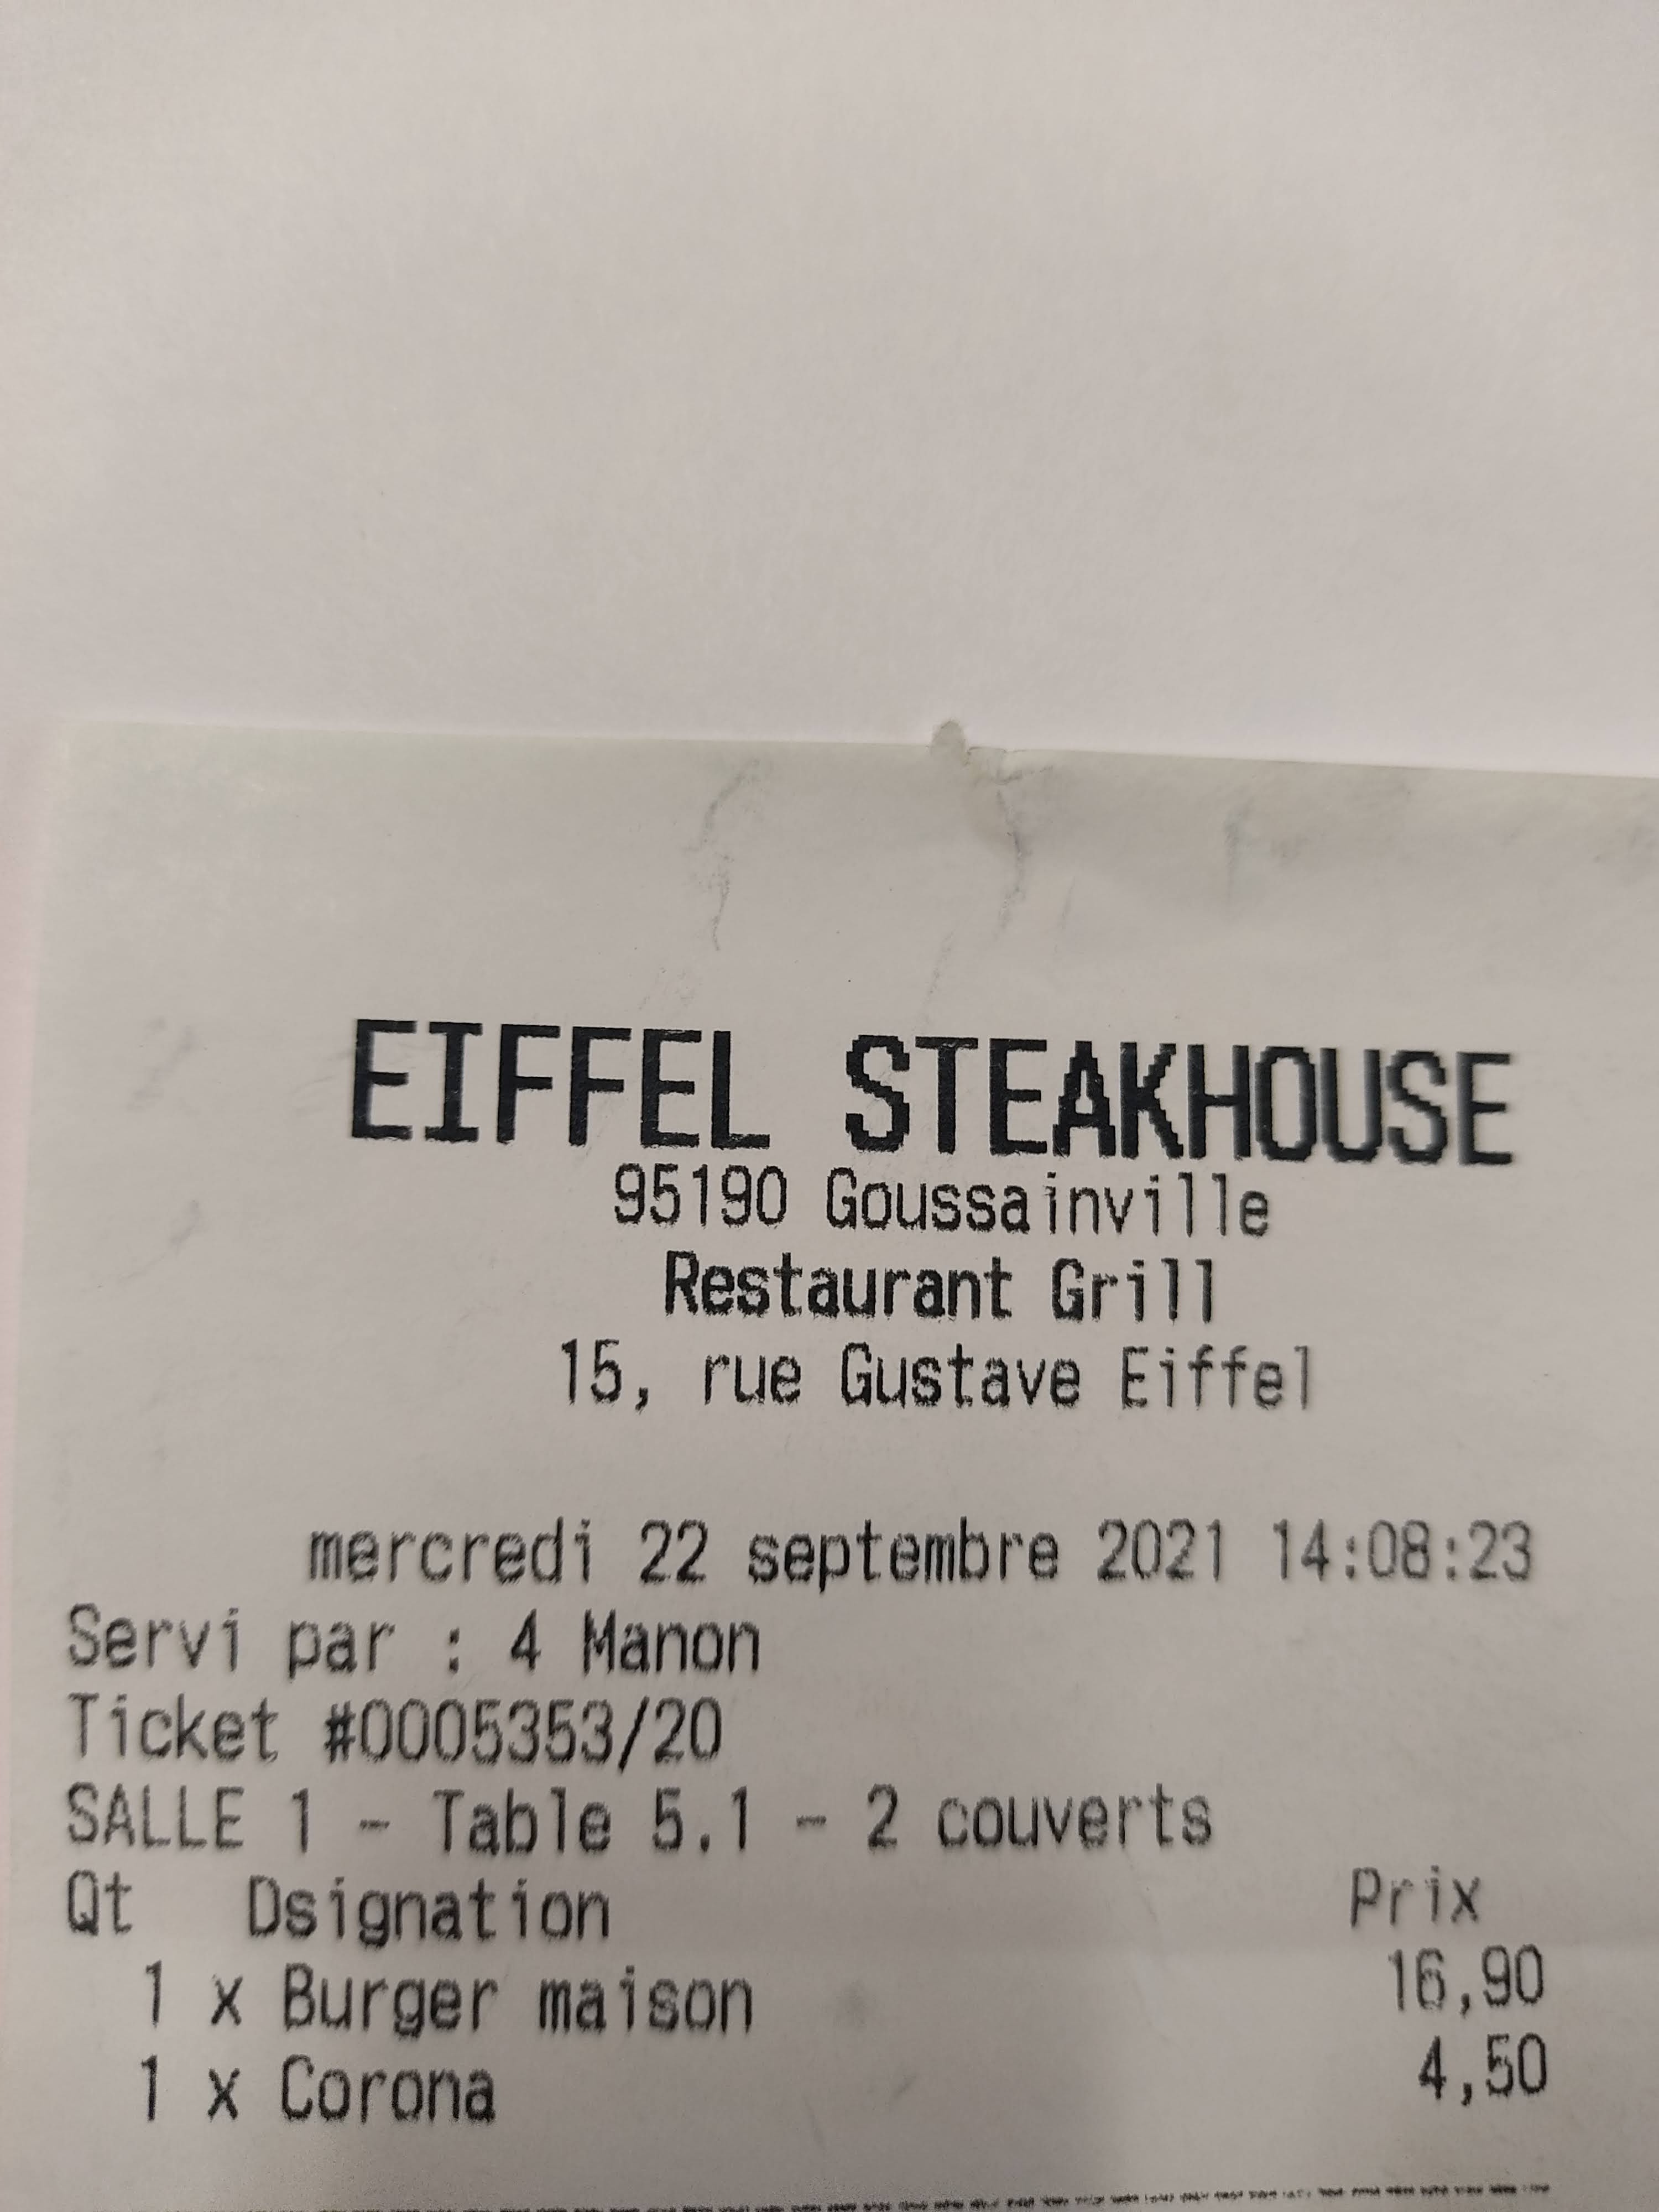 EIFFEL STEAKHOUSE
95190 Goussainville
Restaurant Grill
15, rue Gustave Eiffel
mercredi 22 septembre 2021 14:08:23
Servi par : 4 Manon
Ticket #0005353/20
SALLE 1 - Table 5.1 - 2 couverts
Qt Dsignation Prix
1 x Burger maison 16,90
1 x Corona 4,50